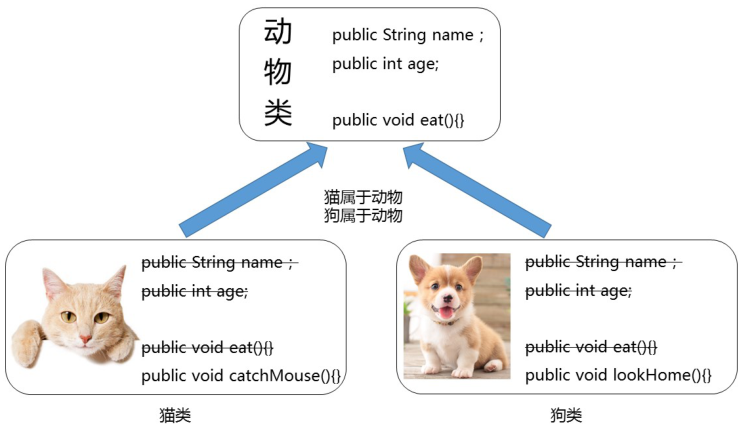 动物类
public String name ;
public int age;
public void eat(){}
猫属于动物
狗属于动物
public String name ;
public int age;
public void eat(){}
public void catchMouse(){}
猫类
public String name ;
public int age;
public void eat(){}
public void lookHome(){}
狗类